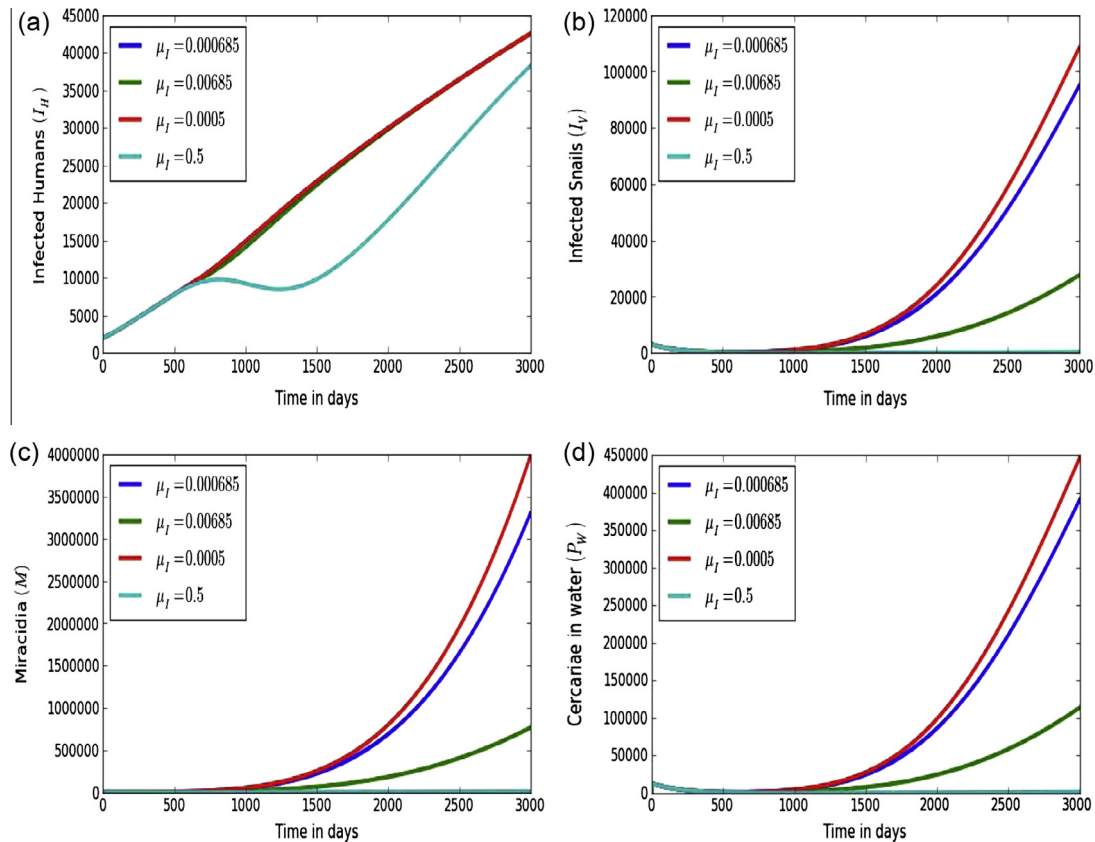 (a)
45000
40000
35000
30000
25000
20000
15000
10000
5000
0
Infected Humans (I_H)
μ_I =0.000685
μ_I =0.00685
μ_I =0.0005
μ_I =0.5
0 500 1000 1500 2000 2500 3000
Time in days
(b)
120000
100000
80000
60000
40000
20000
0
Infected Snails (I_V)
μ_I =0.000685
μ_I =0.00685
μ_I =0.0005
μ_I =0.5
0 500 1000 1500 2000 2500 3000
Time in days
(c)
4000000
3500000
3000000
2500000
2000000
1500000
1000000
500000
0
Miracidia (M)
μ_I =0.000685
μ_I =0.00685
μ_I =0.0005
μ_I =0.5
0 500 1000 1500 2000 2500 3000
Time in days
(d)
450000
400000
350000
300000
250000
200000
150000
100000
50000
0
Cercariae in water (P_W)
μ_I =0.000685
μ_I =0.00685
μ_I =0.0005
μ_I =0.5
0 500 1000 1500 2000 2500 3000
Time in days